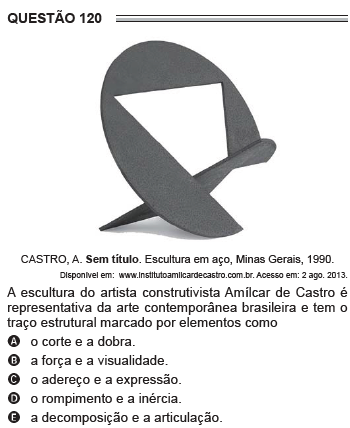 QUESTÃO 120
CASTRO, A. Sem título. Escultura em aço, Minas Gerais, 1990.
Disponível em: www.institutoamilcardecastro.com.br. Acesso em: 2 ago. 2013.
A escultura do artista construtivista Amílcar de Castro é
representativa da arte contemporânea brasileira e tem o
traço estrutural marcado por elementos como
A o corte e a dobra.
B a força e a visualidade.
C o adereço e a expressão.
D o rompimento e a inércia.
E a decomposição e a articulação.